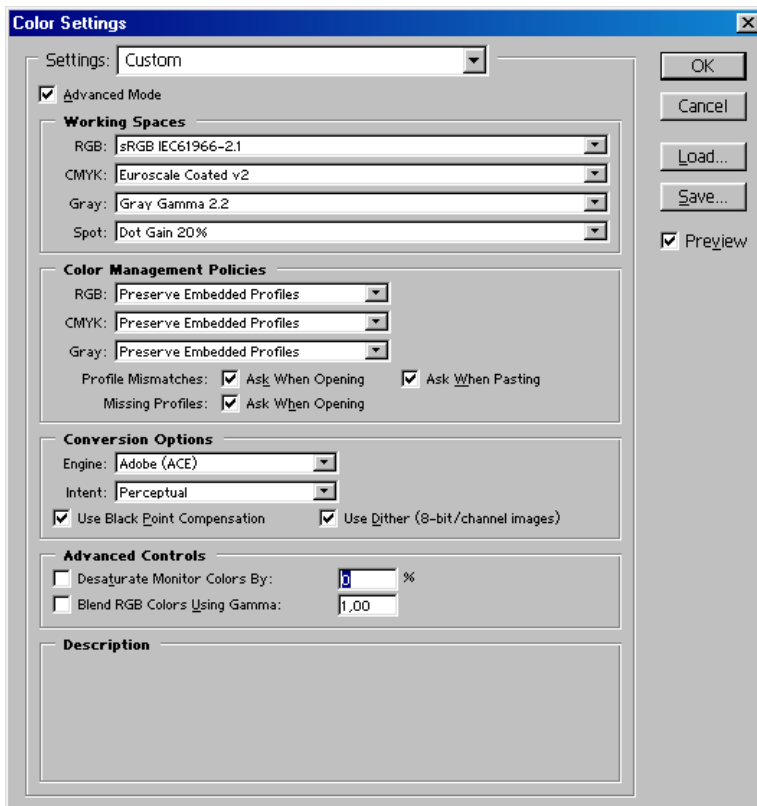 Color Settings
Settings: Custom
OK
Advanced Mode
Cancel
Working Spaces
RGB: sRGB IEC61966-2.1
Load...
CMYK: Euroscale Coated v2
Gray: Gray Gamma 2.2
Save...
Spot: Dot Gain 20%
Preview
Color Management Policies
RGB: Preserve Embedded Profiles
CMYK: Preserve Embedded Profiles
Gray: Preserve Embedded Profiles
Profile Mismatches: Ask When Opening Ask When Pasting
Missing Profiles: Ask When Opening
Conversion Options
Engine: Adobe (ACE)
Intent: Perceptual
Use Black Point Compensation Use Dither (8-bit/channel images)
Advanced Controls
Desaturate Monitor Colors By: 0 %
Blend RGB Colors Using Gamma: 1,00
Description